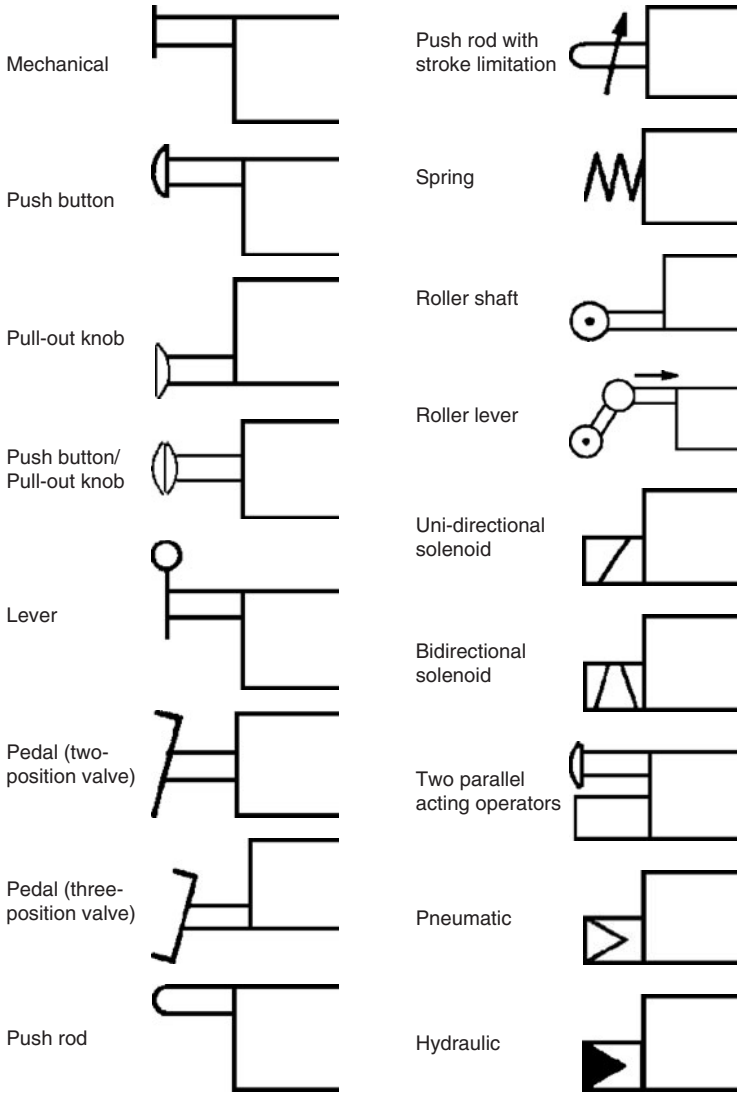 Mechanical
Push button
Pull-out knob
Push button/
Pull-out knob
Lever
Pedal (two-
position valve)
Pedal (three-
position valve)
Push rod
Push rod with
stroke limitation
Spring
Roller shaft
Roller lever
Uni-directional
solenoid
Bidirectional
solenoid
Two parallel
acting operators
Pneumatic
Hydraulic